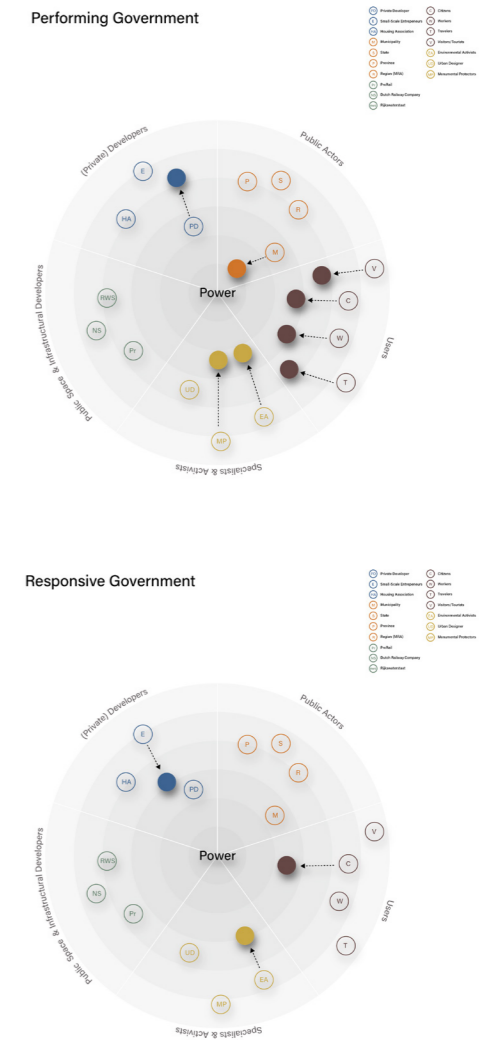 Performing Government
PD Private Developer
E Small-Scale Entrepreneurs
HA Housing Association
M Municipality
S State
P Province
R Region (MRA)
Pr ProRail
NS Dutch Railway Company
RWS Rijkswaterstaat
C Citizens
W Workers
T Travelers
V Visitors/Tourists
EA Environmental Activists
UD Urban Designer
MP Monumental Protectors
(Private) Developers
Public Actors
E
P
S
HA
R
PD
M
V
Power
RWS
C
NS
W
Pr
T
UD
EA
MP
Public Space & Infrastructural Developers
Users
Specialists & Activists
Responsive Government
PD Private Developer
E Small-Scale Entrepreneurs
HA Housing Association
M Municipality
S State
P Province
R Region (MRA)
Pr ProRail
NS Dutch Railway Company
RWS Rijkswaterstaat
C Citizens
W Workers
T Travelers
V Visitors/Tourists
EA Environmental Activists
UD Urban Designer
MP Monumental Protectors
(Private) Developers
Public Actors
E
P
S
HA
PD
R
M
V
Power
RWS
C
NS
W
Pr
T
UD
EA
MP
Public Space & Infrastructural Developers
Users
Specialists & Activists